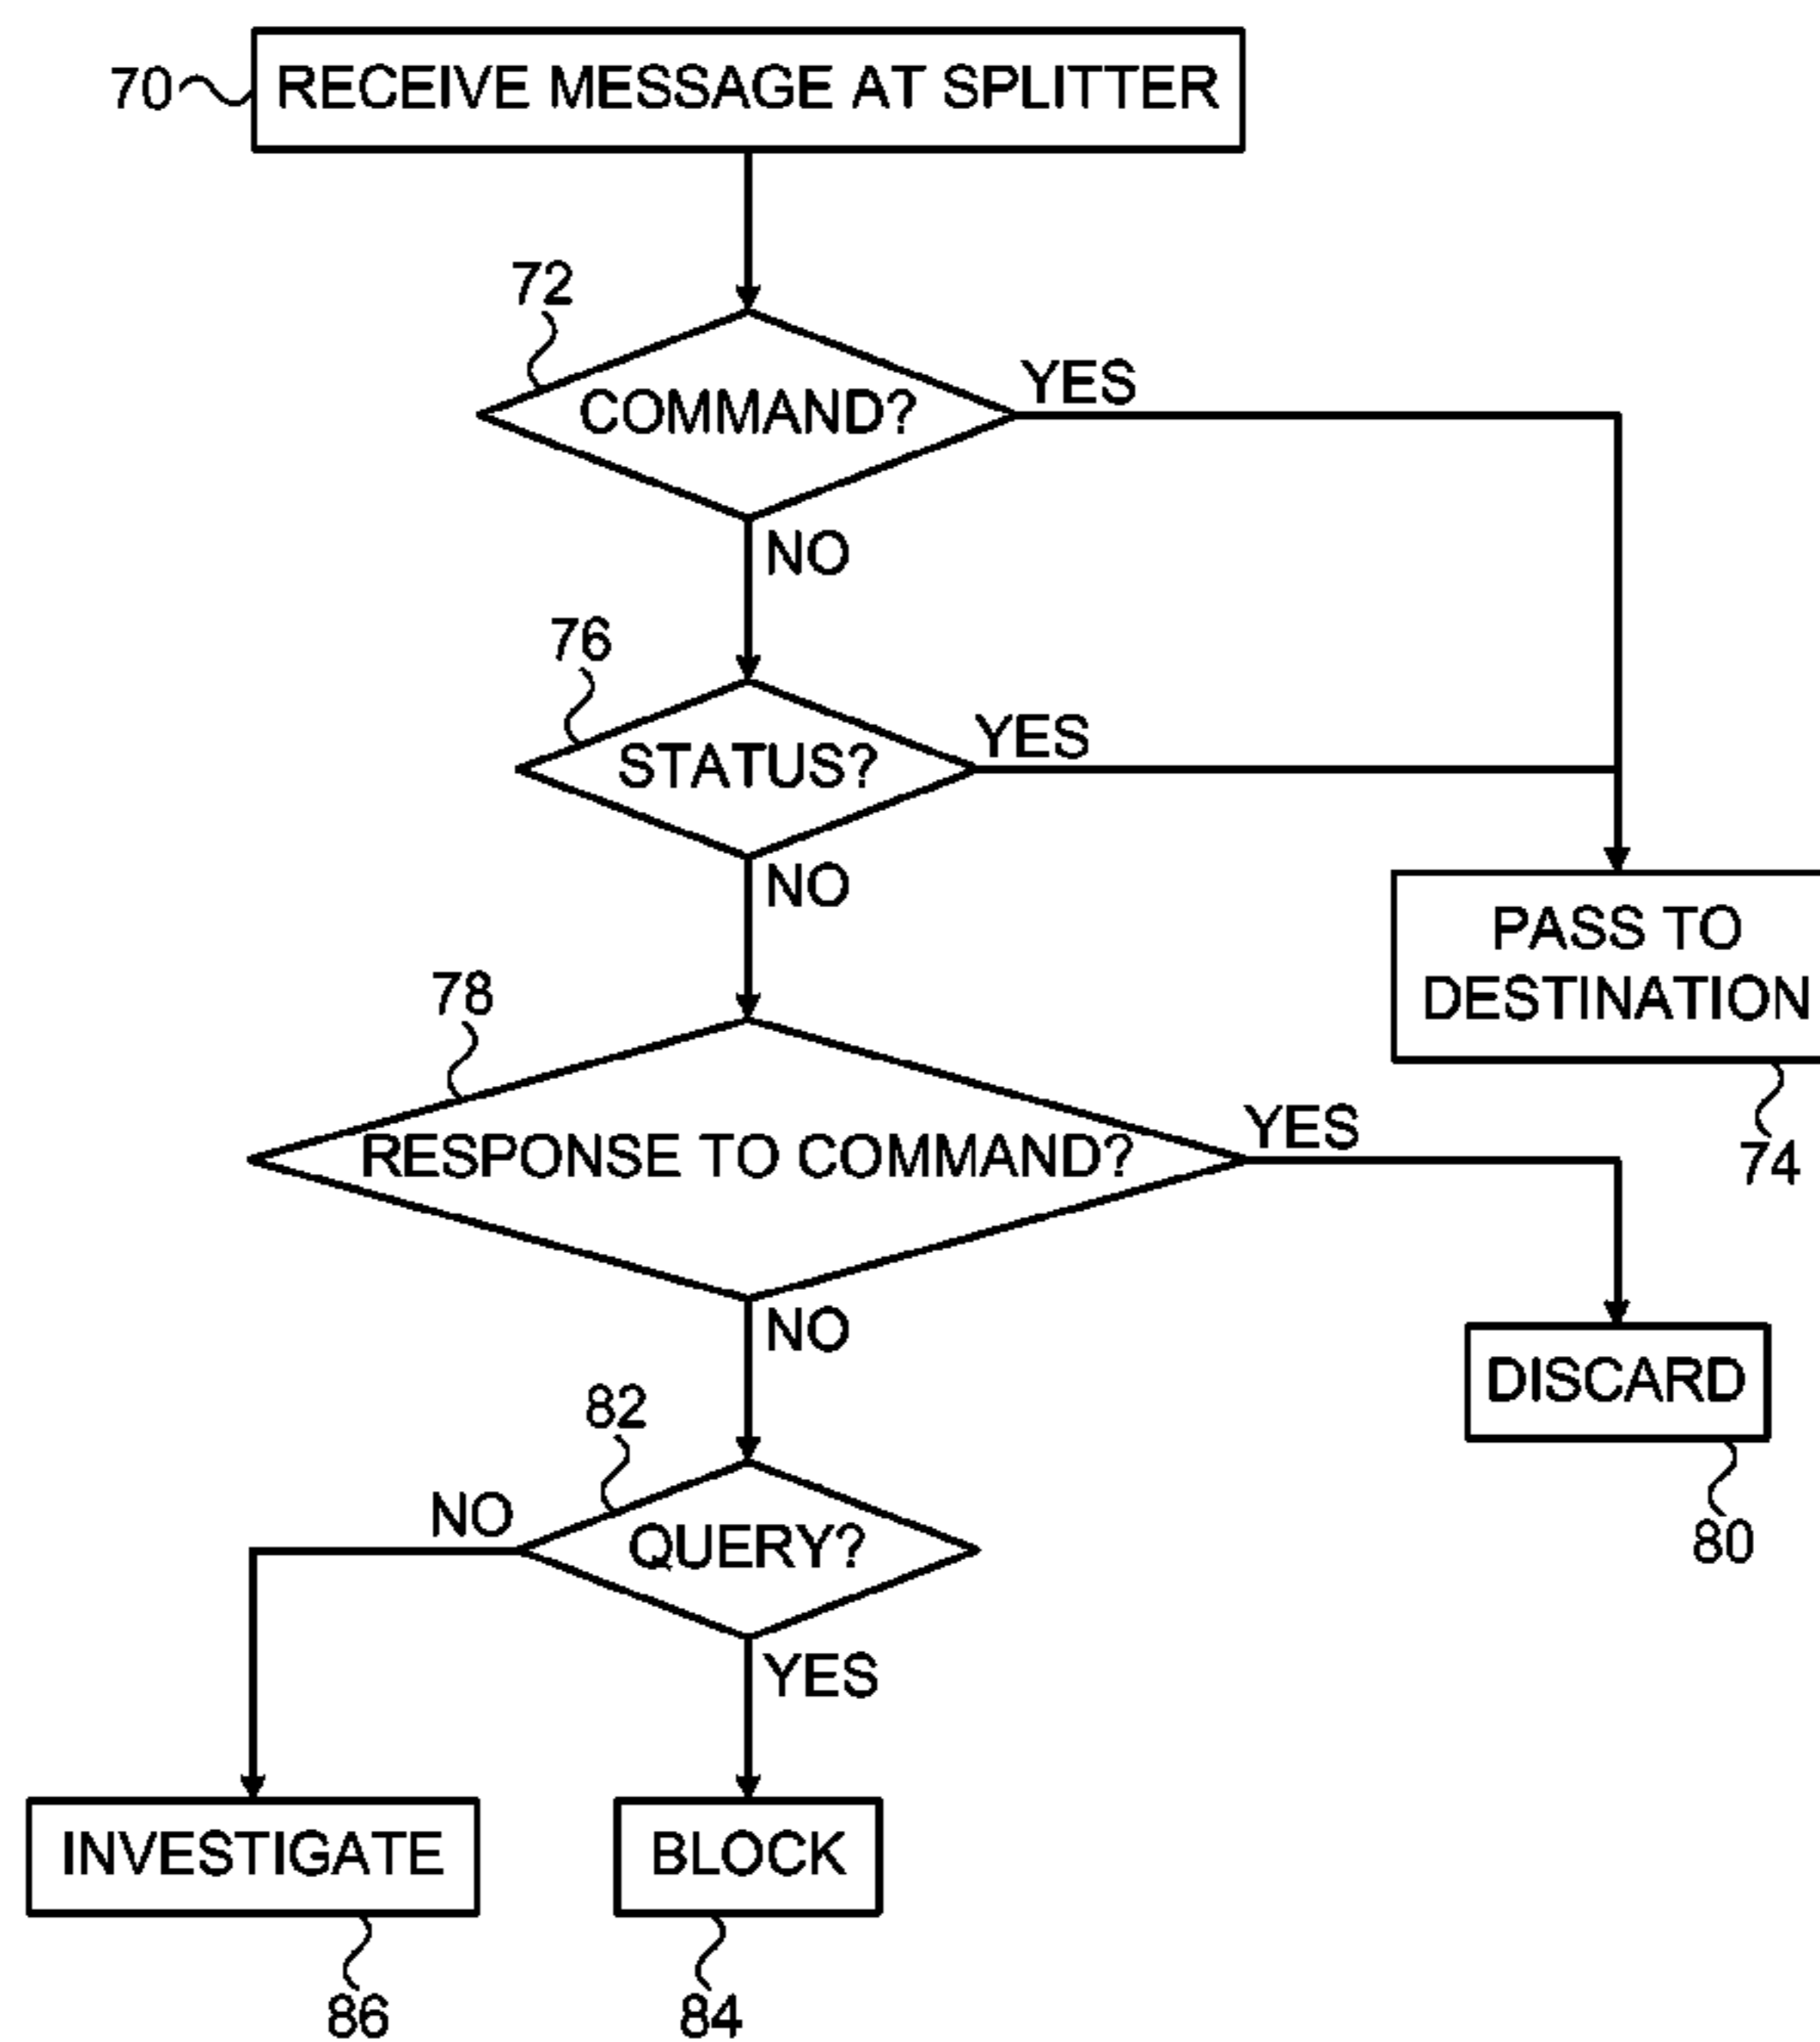 70
RECEIVE MESSAGE AT SPLITTER
72
COMMAND?
YES
NO
76
STATUS?
YES
NO
PASS TO
DESTINATION
74
78
RESPONSE TO COMMAND?
YES
NO
DISCARD
80
82
QUERY?
NO
YES
INVESTIGATE
86
BLOCK
84